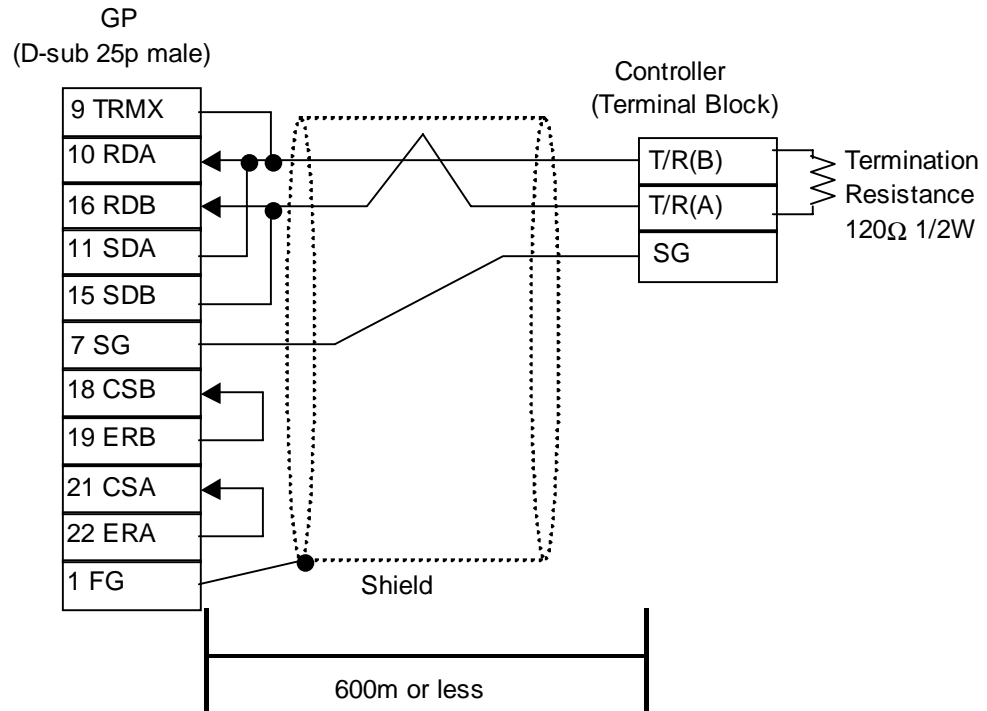 GP
(D-sub 25p male)
9 TRMX
10 RDA
16 RDB
11 SDA
15 SDB
7 SG
18 CSB
19 ERB
21 CSA
22 ERA
1 FG
Controller
(Terminal Block)
T/R(B)
T/R(A)
SG
Termination
Resistance
120Ω 1/2W
Shield
600m or less